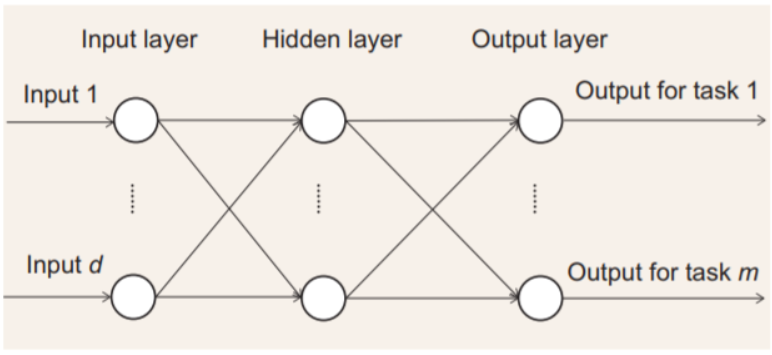 Input layer
Hidden layer
Output layer
Input 1
Output for task 1
Input d
Output for task m